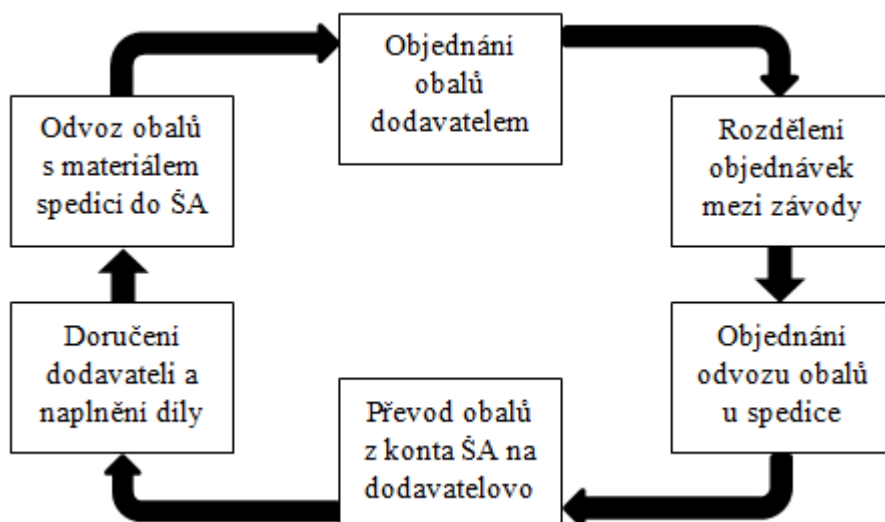 Objednání
obalů
dodavatelem
Rozdělení
objednávek
mezi závody
Objednání
odvozu obalů
u spedice
Převod obalů
z konta ŠA na
dodavatelovo
Doručení
dodavateli a
naplnění díly
Odvoz obalů
s materiálem
spedicí do ŠA